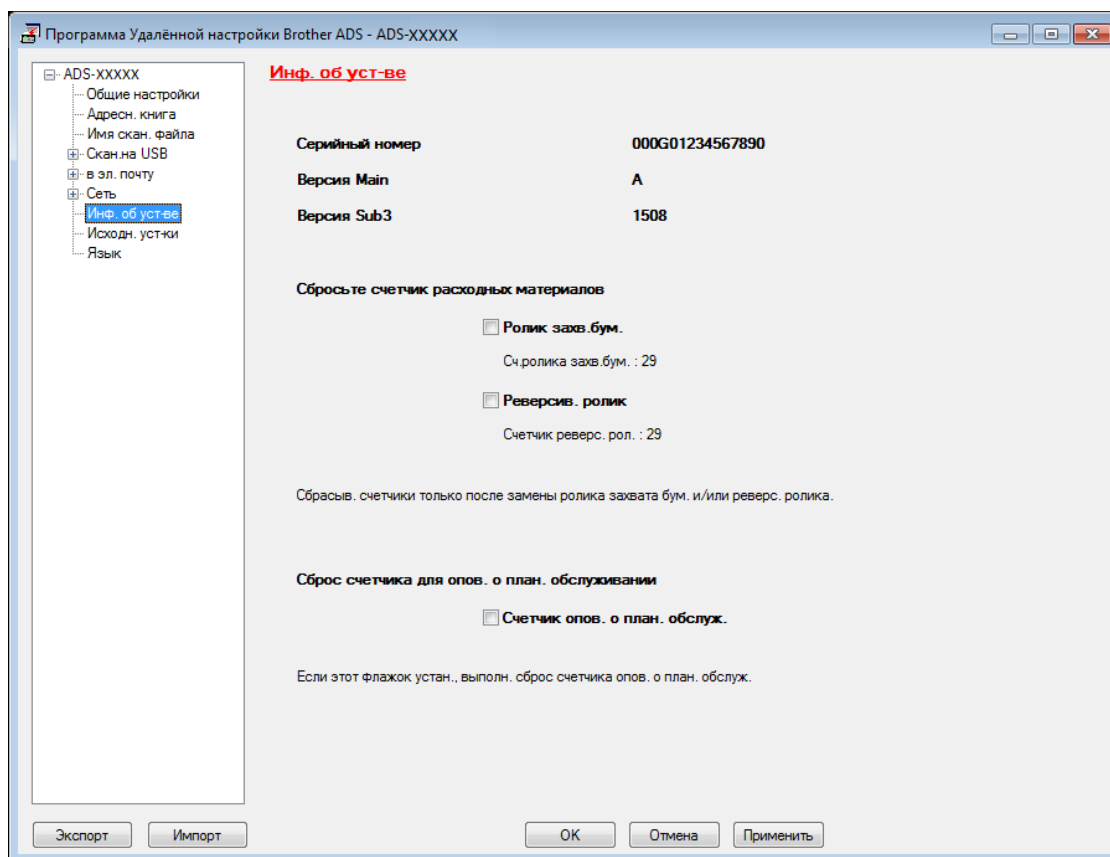 Программа Удалённой настройки Brother ADS - ADS-XXXXX
ADS-XXXXX
Общие настройки
Адресн. книга
Имя скан. файла
Скан.на USB
в эл. почту
Сеть
Инф. об уст-ве
Исходн. уст-ки
Язык
Инф. об уст-ве
Серийный номер 000G01234567890
Версия Main A
Версия Sub3 1508
Сбросьте счетчик расходных материалов
Ролик захв.бум.
Сч.ролика захв.бум. : 29
Реверсив. ролик
Счетчик реверс. рол. : 29
Сбрасыв. счетчики только после замены ролика захвата бум. и/или реверс. ролика.
Сброс счетчика для опов. о план. обслуживании
Счетчик опов. о план. обслуж.
Если этот флажок устан., выполн. сброс счетчика опов. о план. обслуж.
Экспорт Импорт OK Отмена Применить